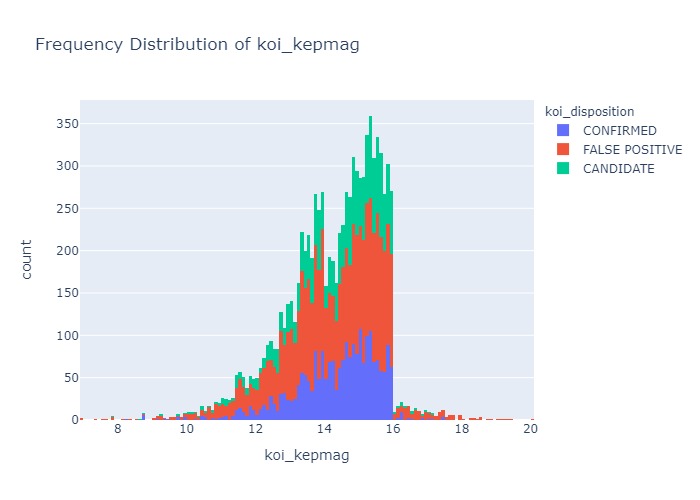 Frequency Distribution of koi_kepmag
koi_disposition
CONFIRMED
FALSE POSITIVE
CANDIDATE
350
300
250
200
150
100
50
0
count
8 10 12 14 16 18 20
koi_kepmag